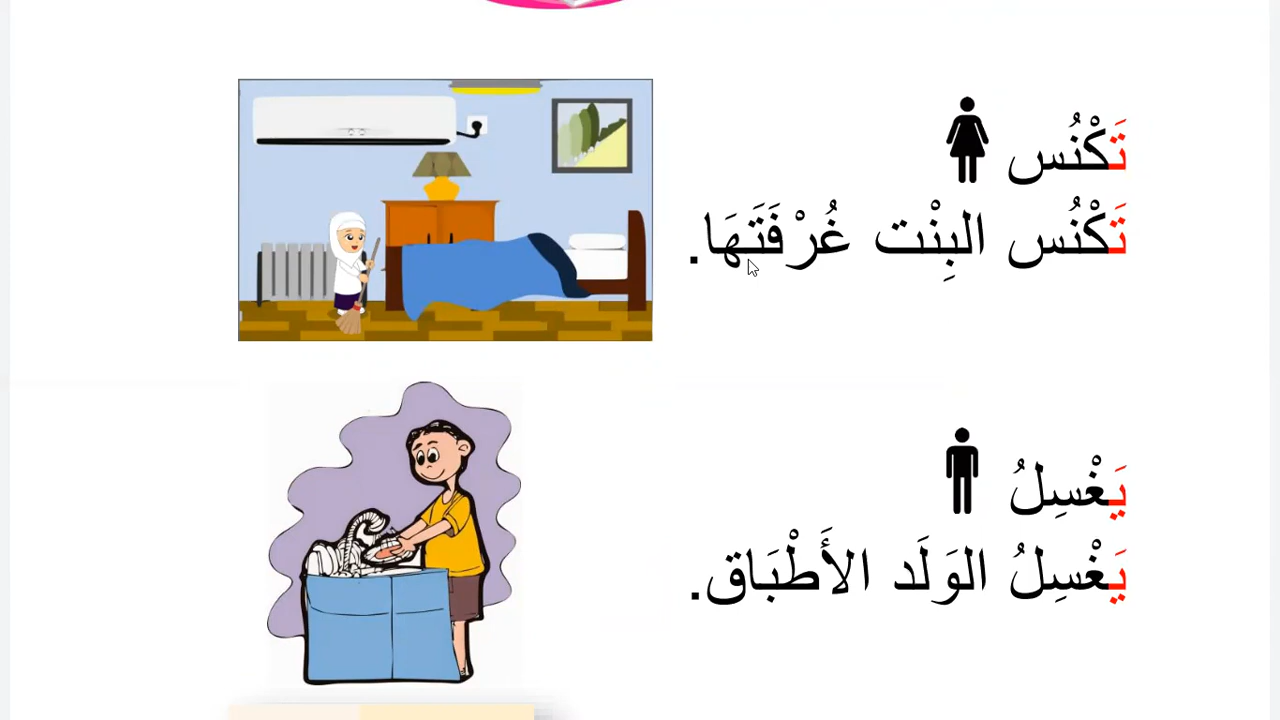 تَكْنُس
تَكْنُس البِنْت غُرْفَتَهَا.
يَغْسِلُ
يَغْسِلُ الوَلَد الأَطْبَاق.